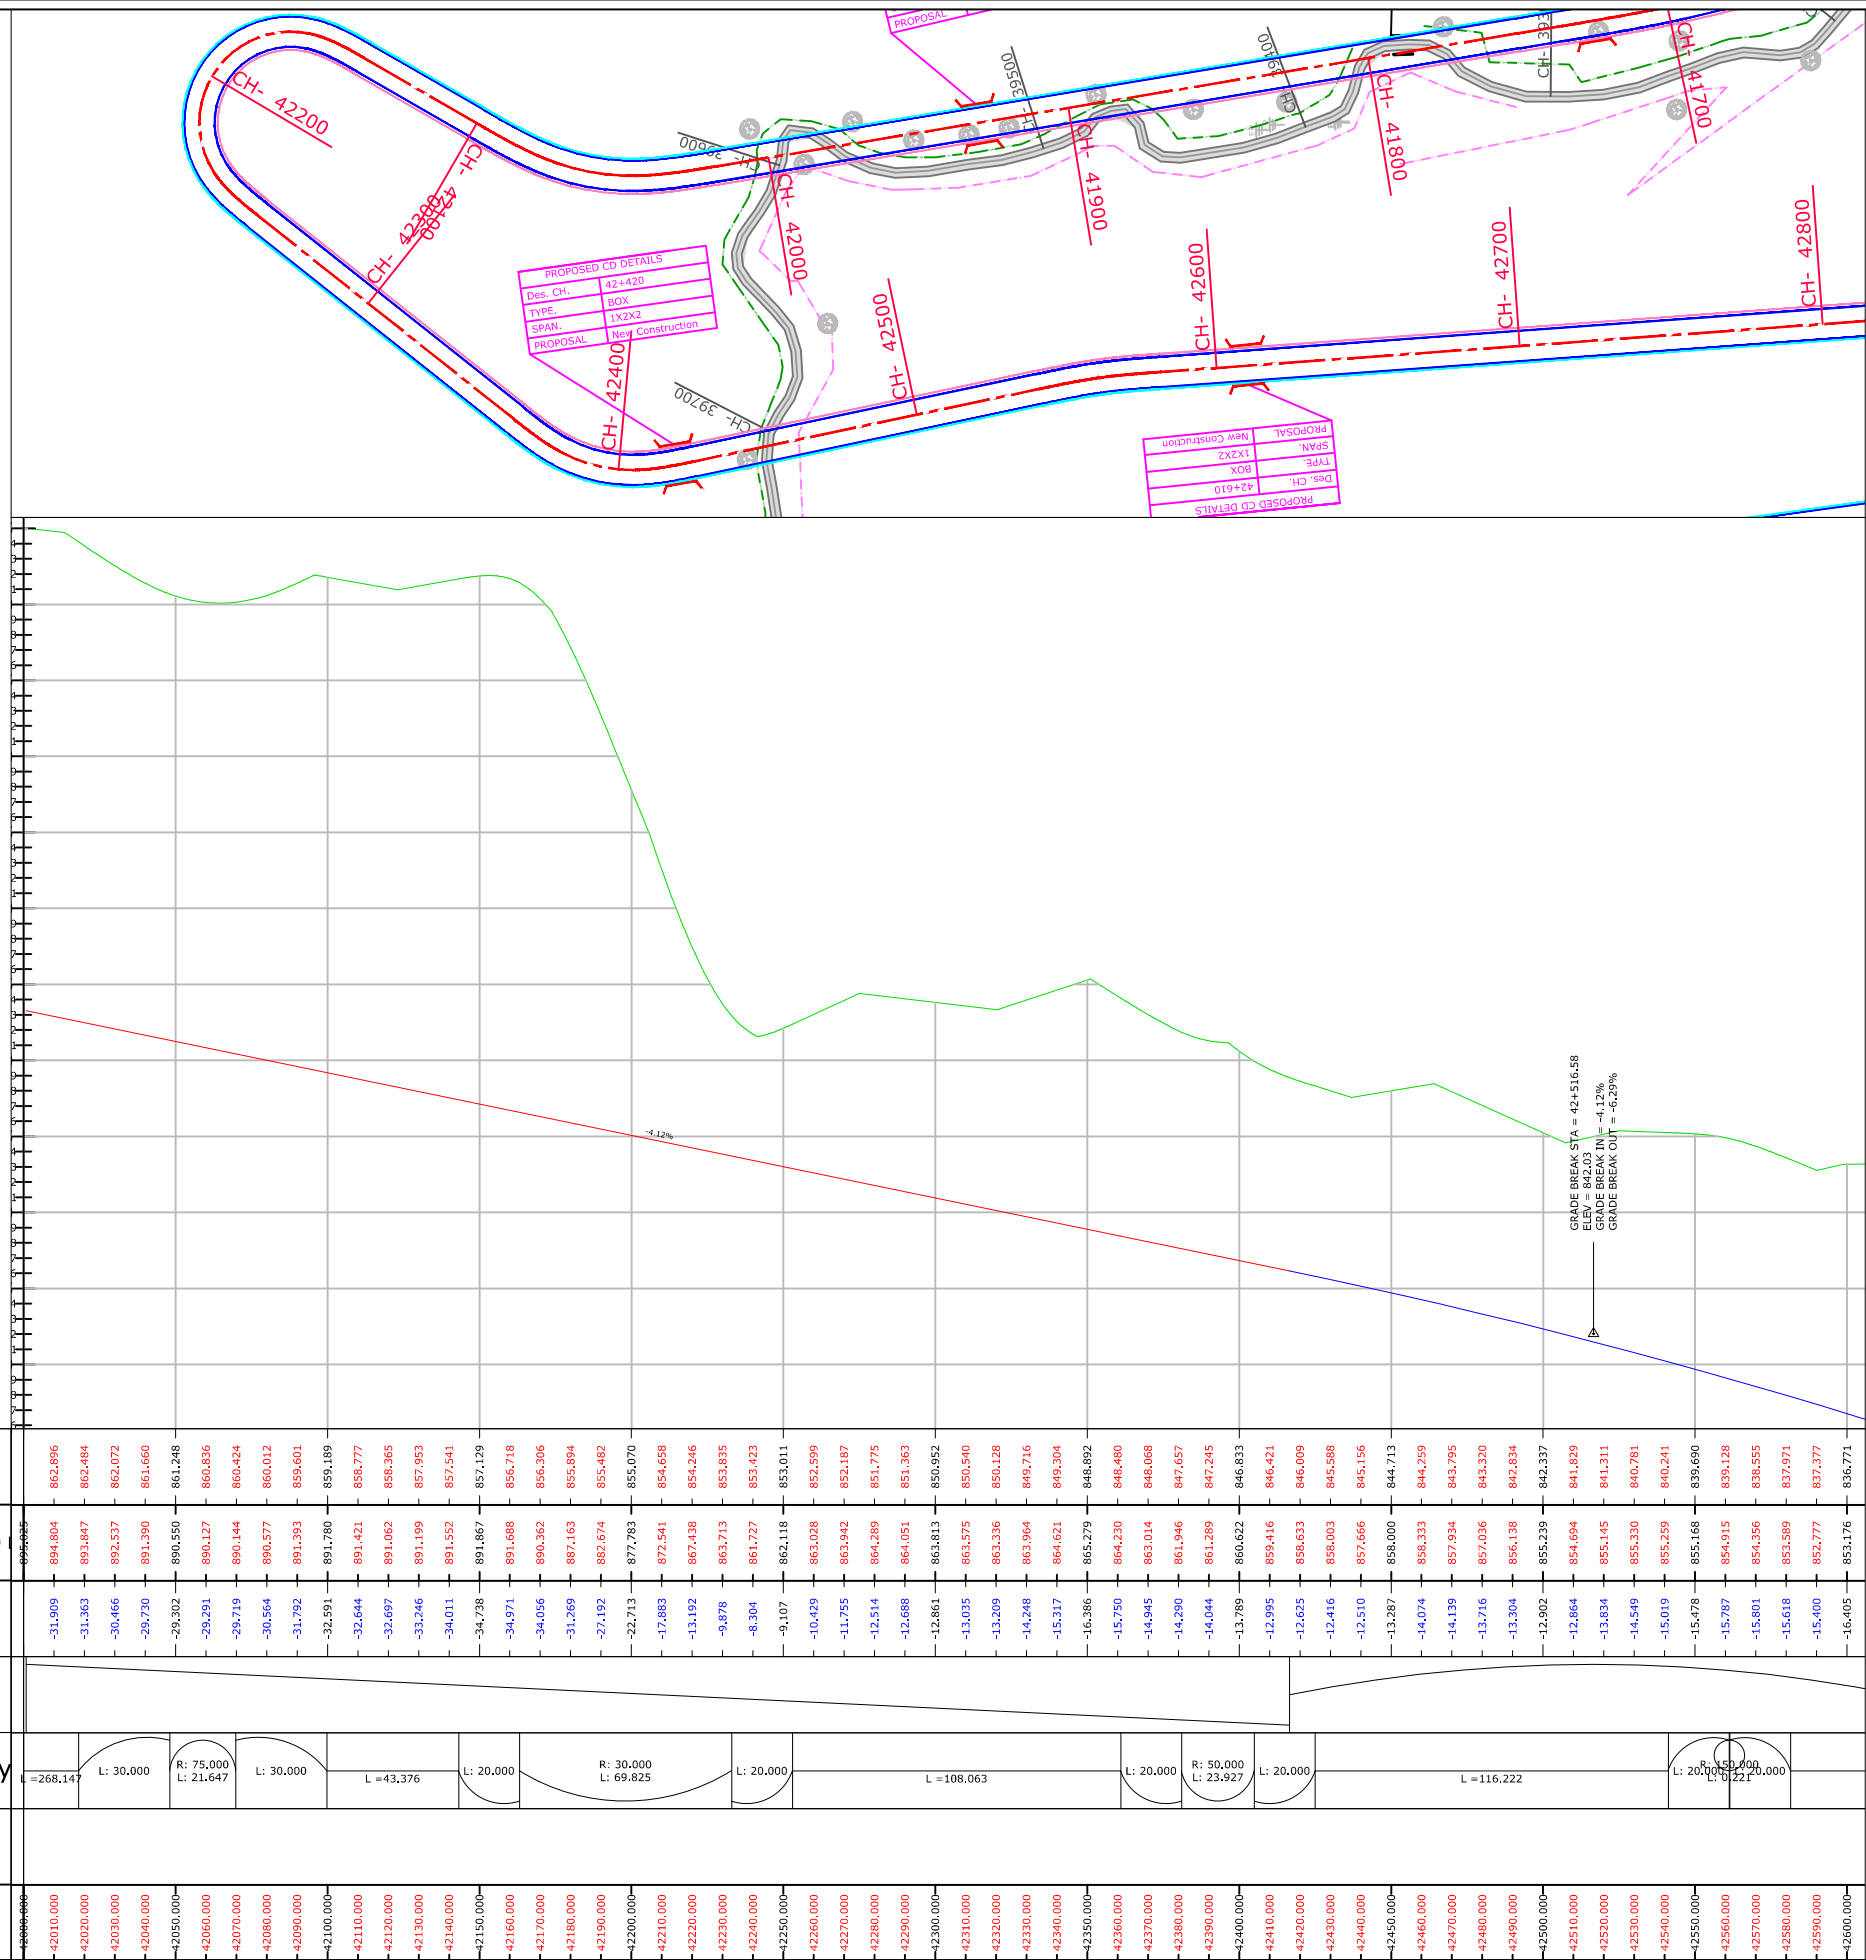 PROPOSAL
CH- 42200
CH- 42100
CH- 42300
CH- 39600
CH- 42000
CH- 39500
CH- 41900
CH- 39400
CH- 41800
CH- 393
CH- 41700
PROPOSED CD DETAILS
Des. CH. 42+420
TYPE. BOX
SPAN. 1X2X2
PROPOSAL New Construction
CH- 42400
CH- 39700
CH- 42500
CH- 42600
CH- 42700
CH- 42800
PROPOSED CD DETAILS
Des. CH. 42+610
TYPE. BOX
SPAN. 1X2X2
PROPOSAL New Construction
-4.12%
GRADE BREAK STA = 42+516.58
ELEV = 842.03
GRADE BREAK IN = -4.12%
GRADE BREAK OUT = -6.29%
862.896 862.484 862.072 861.660 861.248 860.836 860.424 860.012 859.601 859.189 858.777 858.365 857.953 857.541 857.129 856.718 856.306 855.894 855.482 855.070 854.658 854.246 853.835 853.423 853.011 852.599 852.187 851.775 851.363 850.952 850.540 850.128 849.716 849.304 848.892 848.480 848.068 847.657 847.245 846.833 846.421 846.009 845.588 845.156 844.713 844.259 843.795 843.320 842.834 842.337 841.829 841.311 840.781 840.241 839.690 839.128 838.555 837.971 837.377 836.771
895.025 894.804 893.847 892.537 891.390 890.550 890.127 890.144 890.577 891.393 891.780 891.421 891.062 891.199 891.552 891.867 891.688 890.362 887.163 882.674 877.783 872.541 867.438 863.713 861.727 862.118 863.028 863.942 864.289 864.051 863.813 863.575 863.336 863.964 864.621 865.279 864.230 863.014 861.946 861.289 860.622 859.416 858.633 858.003 857.666 858.000 858.333 857.934 857.036 856.138 855.239 854.694 855.145 855.330 855.259 855.168 854.915 854.356 853.589 852.777 853.176
-31.909 -31.363 -30.466 -29.730 -29.302 -29.291 -29.719 -30.564 -31.792 -32.591 -32.644 -32.697 -33.246 -34.011 -34.738 -34.971 -34.056 -31.269 -27.192 -22.713 -17.883 -13.192 -9.878 -8.304 -9.107 -10.429 -11.755 -12.514 -12.688 -12.861 -13.035 -13.209 -14.248 -15.317 -16.386 -15.750 -14.945 -14.290 -14.044 -13.789 -12.995 -12.625 -12.416 -12.510 -13.287 -14.074 -14.139 -13.716 -13.304 -12.902 -12.864 -13.834 -14.549 -15.019 -15.478 -15.787 -15.801 -15.618 -15.400 -16.405
y
L =268.147
L: 30.000
R: 75.000
L: 21.647
L: 30.000
L =43.376
L: 20.000
R: 30.000
L: 69.825
L: 20.000
L =108.063
L: 20.000
R: 50.000
L: 23.927
L: 20.000
L =116.222
L: 20.000
R: 150.000
L: 0.221
L: 20.000
42000.000 42010.000 42020.000 42030.000 42040.000 42050.000 42060.000 42070.000 42080.000 42090.000 42100.000 42110.000 42120.000 42130.000 42140.000 42150.000 42160.000 42170.000 42180.000 42190.000 42200.000 42210.000 42220.000 42230.000 42240.000 42250.000 42260.000 42270.000 42280.000 42290.000 42300.000 42310.000 42320.000 42330.000 42340.000 42350.000 42360.000 42370.000 42380.000 42390.000 42400.000 42410.000 42420.000 42430.000 42440.000 42450.000 42460.000 42470.000 42480.000 42490.000 42500.000 42510.000 42520.000 42530.000 42540.000 42550.000 42560.000 42570.000 42580.000 42590.000 42600.000